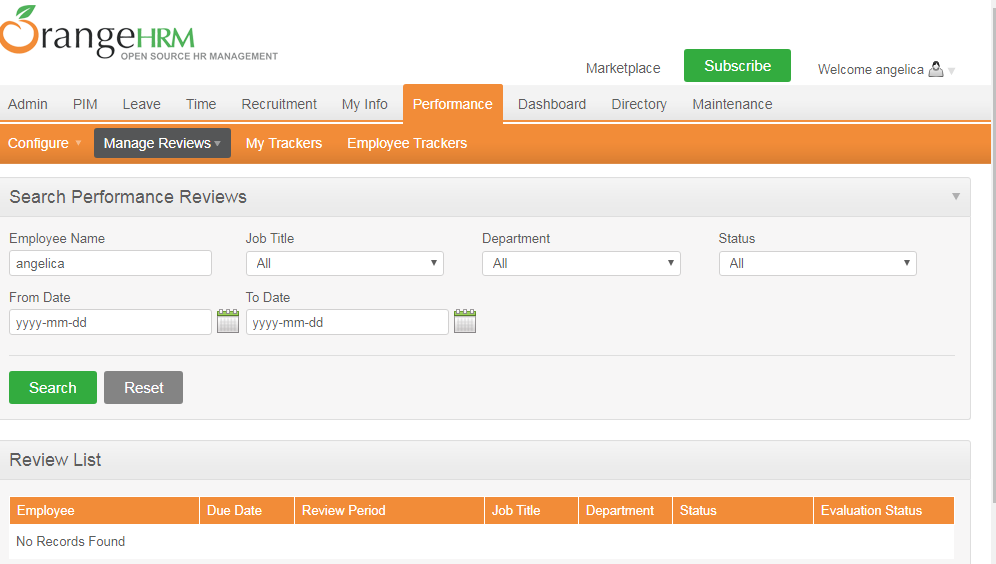 OrangeHRM
OPEN SOURCE HR MANAGEMENT
Marketplace Subscribe Welcome angelica
Admin PIM Leave Time Recruitment My Info Performance Dashboard Directory Maintenance
Configure Manage Reviews My Trackers Employee Trackers
Search Performance Reviews
Employee Name Job Title Department Status
angelica All All All
From Date To Date
yyyy-mm-dd yyyy-mm-dd
Search Reset
Review List
Employee Due Date Review Period Job Title Department Status Evaluation Status
No Records Found